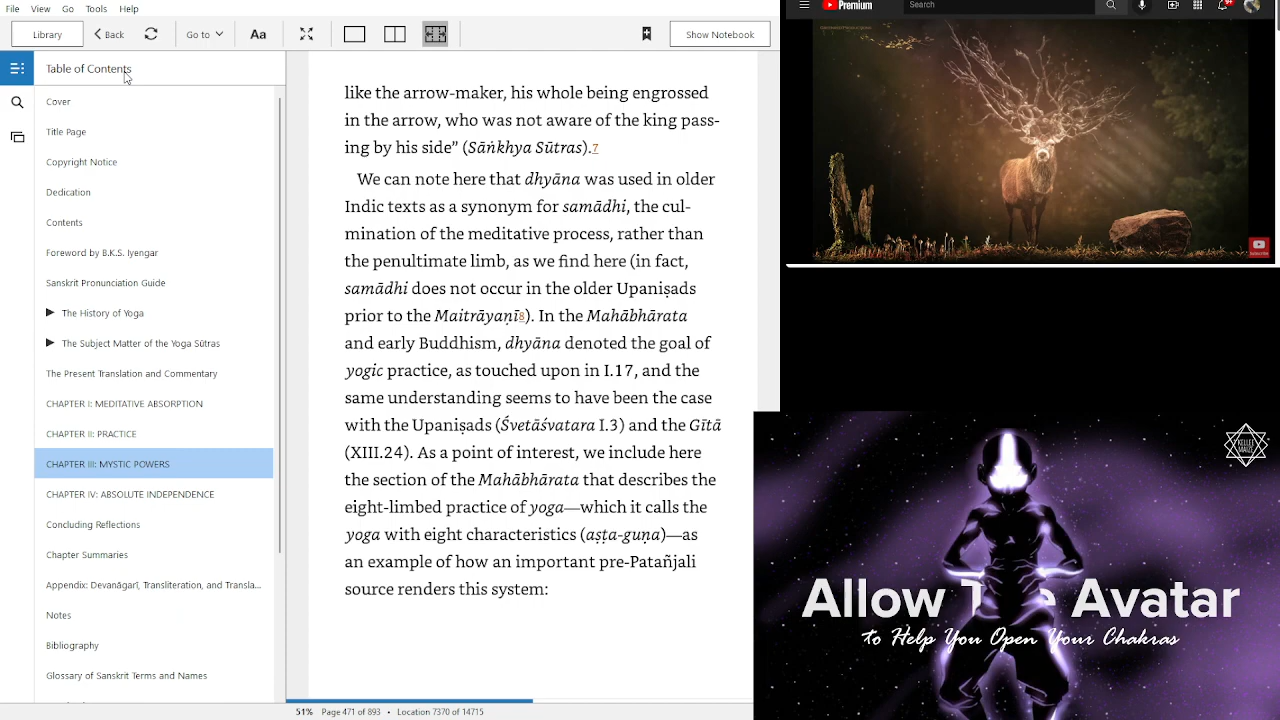 File View Go Tools Help
Library
Back
Go to
Aa
Show Notebook
Table of Contents
Cover
Title Page
Copyright Notice
Dedication
Contents
Foreword by B.K.S. Iyengar
Sanskrit Pronunciation Guide
The History of Yoga
The Subject Matter of the Yoga Sūtras
The Present Translation and Commentary
CHAPTER I: MEDITATIVE ABSORPTION
CHAPTER II: PRACTICE
CHAPTER III: MYSTIC POWERS
CHAPTER IV: ABSOLUTE INDEPENDENCE
Concluding Reflections
Chapter Summaries
Appendix: Devanāgarī, Transliteration, and Transla...
Notes
Bibliography
Glossary of Sanskrit Terms and Names
like the arrow-maker, his whole being engrossed
in the arrow, who was not aware of the king pass-
ing by his side” (Sāṅkhya Sūtras).7
We can note here that dhyāna was used in older
Indic texts as a synonym for samādhi, the cul-
mination of the meditative process, rather than
the penultimate limb, as we find here (in fact,
samādhi does not occur in the older Upaniṣads
prior to the Maitrāyaṇī8). In the Mahābhārata
and early Buddhism, dhyāna denoted the goal of
yogic practice, as touched upon in I.17, and the
same understanding seems to have been the case
with the Upaniṣads (Śvetāśvatara I.3) and the Gītā
(XIII.24). As a point of interest, we include here
the section of the Mahābhārata that describes the
eight-limbed practice of yoga—which it calls the
yoga with eight characteristics (aṣṭa-guṇa)—as
an example of how an important pre-Patañjali
source renders this system:
51% Page 471 of 893 • Location 7370 of 14715
Premium
Search
9+
Allow T e Avatar
to Help You Open Your Chakras